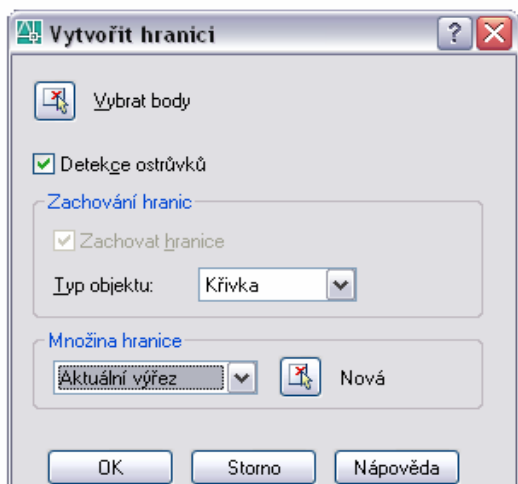 Vytvořit hranici
Vybrat body
Detekce ostrůvků
Zachování hranic
Zachovat hranice
Typ objektu: Křivka
Množina hranice
Aktuální výřez Nová
OK Storno Nápověda